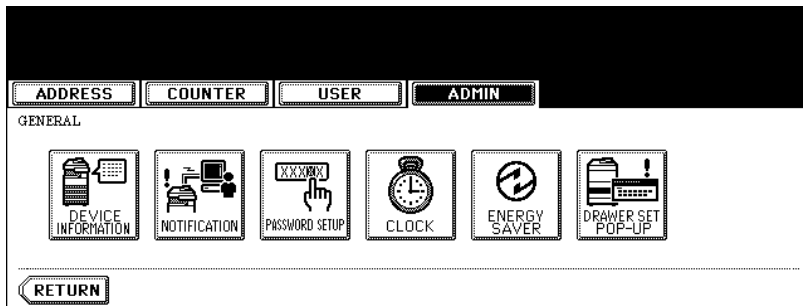 ADDRESS COUNTER USER ADMIN
GENERAL
XXXXX
DEVICE INFORMATION
NOTIFICATION
PASSWORD SETUP
CLOCK
ENERGY SAVER
DRAWER SET POP-UP
RETURN